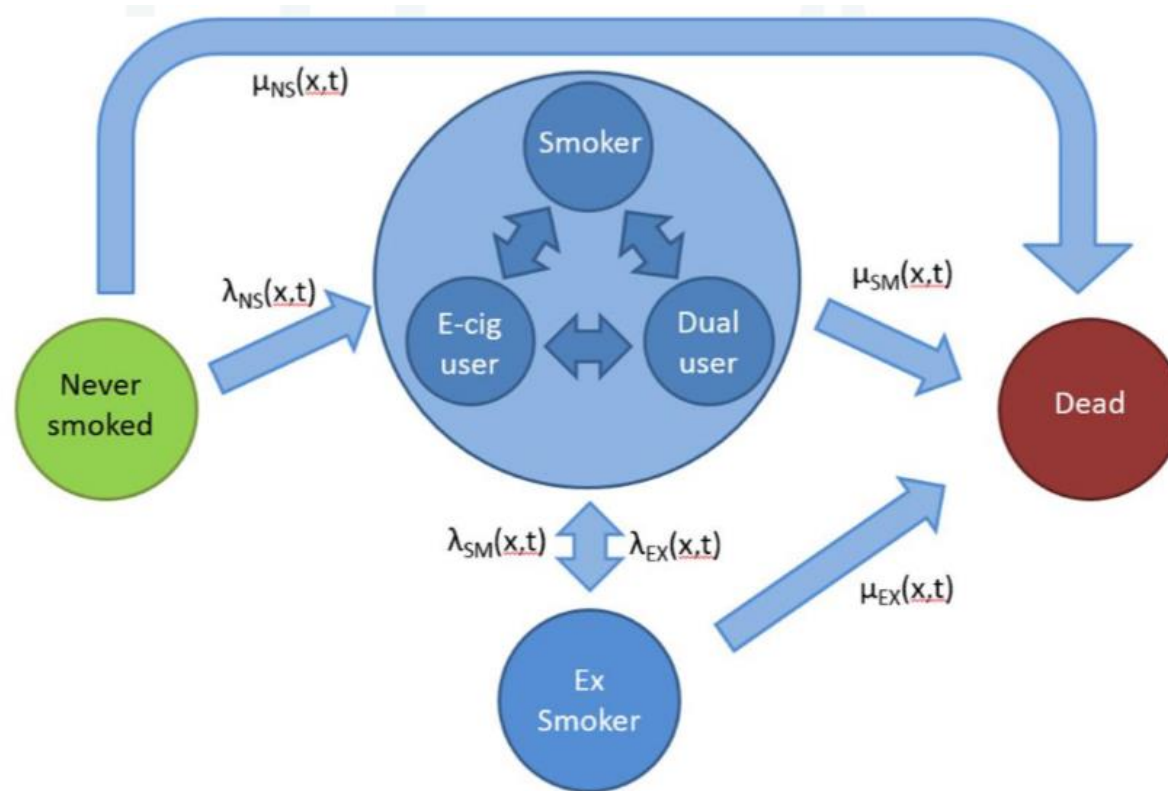 μNS(x,t)
Smoker
λNS(x,t)
μSM(x,t)
E-cig
user
Dual
user
Never
smoked
Dead
λSM(x,t)
λEX(x,t)
μEX(x,t)
Ex
Smoker